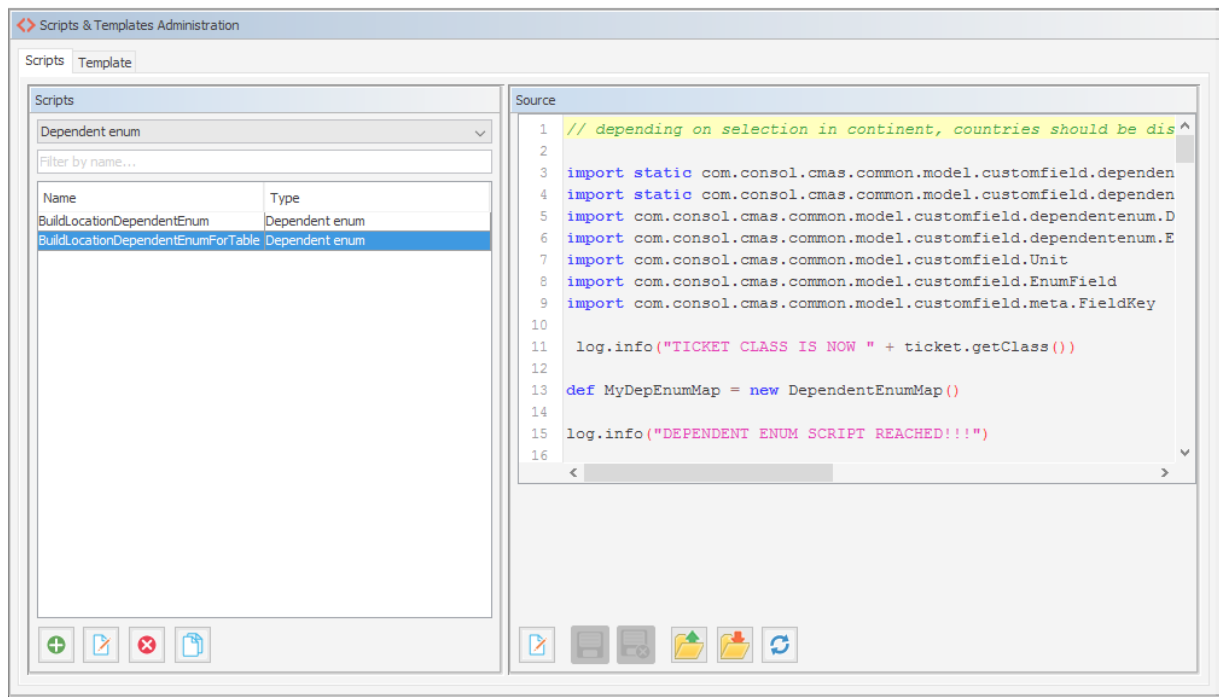 Scripts & Templates Administration
Scripts
Template
Scripts
Dependent enum
Filter by name...
Name Type
BuildLocationDependentEnum Dependent enum
BuildLocationDependentEnumForTable Dependent enum
Source
1 // depending on selection in continent, countries should be dis
2
3 import static com.consol.cmas.common.model.customfield.dependen
4 import static com.consol.cmas.common.model.customfield.dependen
5 import com.consol.cmas.common.model.customfield.dependentenum.D
6 import com.consol.cmas.common.model.customfield.dependentenum.E
7 import com.consol.cmas.common.model.customfield.Unit
8 import com.consol.cmas.common.model.customfield.EnumField
9 import com.consol.cmas.common.model.customfield.meta.FieldKey
10
11 log.info("TICKET CLASS IS NOW " + ticket.getClass())
12
13 def MyDepEnumMap = new DependentEnumMap()
14
15 log.info("DEPENDENT ENUM SCRIPT REACHED!!!")
16